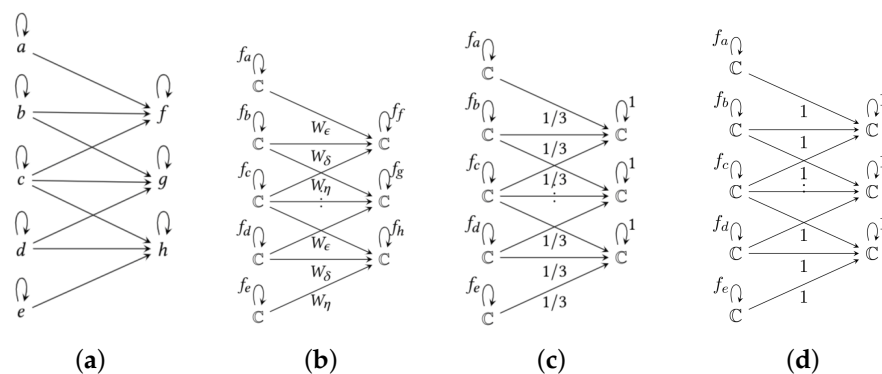 a
b
c
d
e
f
g
h
(a)
f_a
ℂ
f_b
ℂ
f_c
ℂ
f_d
ℂ
f_e
ℂ
W_ϵ
W_δ
W_η
⋮
W_ϵ
W_δ
W_η
f_f
ℂ
f_g
ℂ
f_h
ℂ
(b)
f_a
ℂ
f_b
ℂ
f_c
ℂ
f_d
ℂ
f_e
ℂ
1/3
1/3
1/3
⋮
1/3
1/3
1/3
1
ℂ
1
ℂ
1
ℂ
(c)
f_a
ℂ
f_b
ℂ
f_c
ℂ
f_d
ℂ
f_e
ℂ
1
1
1
⋮
1
1
1
1
ℂ
1
ℂ
1
ℂ
(d)